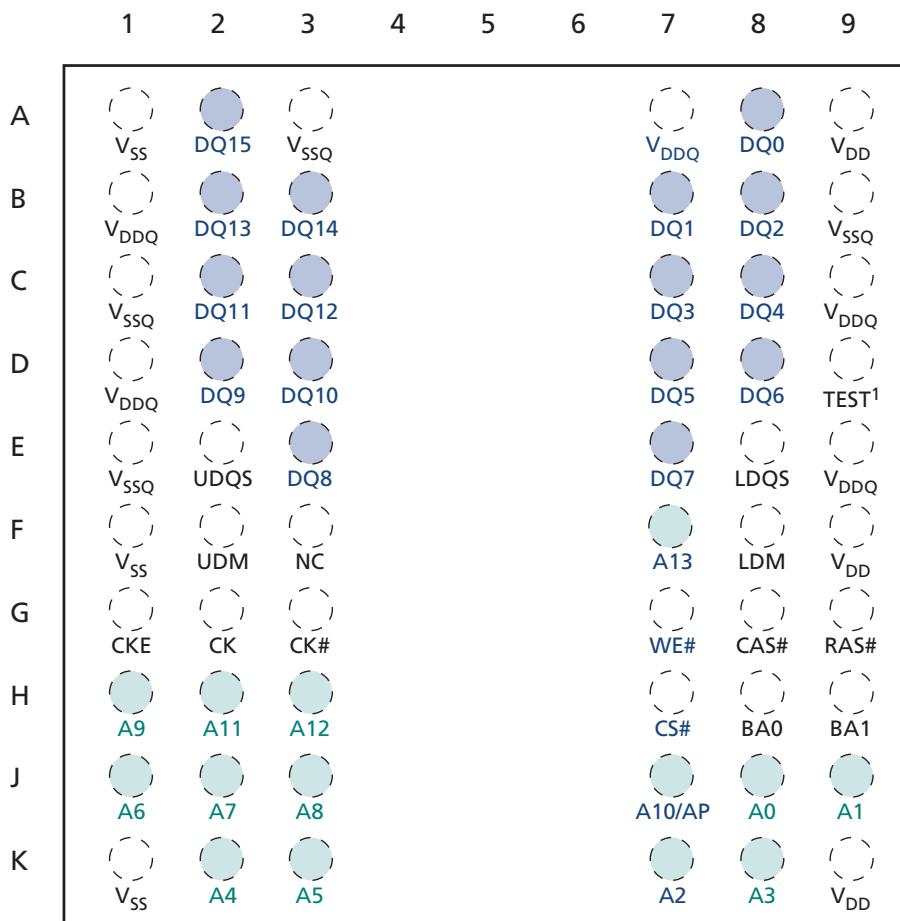 1 2 3 4 5 6 7 8 9
A
VSS DQ15 VSSQ VDDQ DQ0 VDD
B
VDDQ DQ13 DQ14 DQ1 DQ2 VSSQ
C
VSSQ DQ11 DQ12 DQ3 DQ4 VDDQ
D
VDDQ DQ9 DQ10 DQ5 DQ6 TEST1
E
VSSQ UDQS DQ8 DQ7 LDQS VDDQ
F
VSS UDM NC A13 LDM VDD
G
CKE CK CK# WE# CAS# RAS#
H
A9 A11 A12 CS# BA0 BA1
J
A6 A7 A8 A10/AP A0 A1
K
VSS A4 A5 A2 A3 VDD